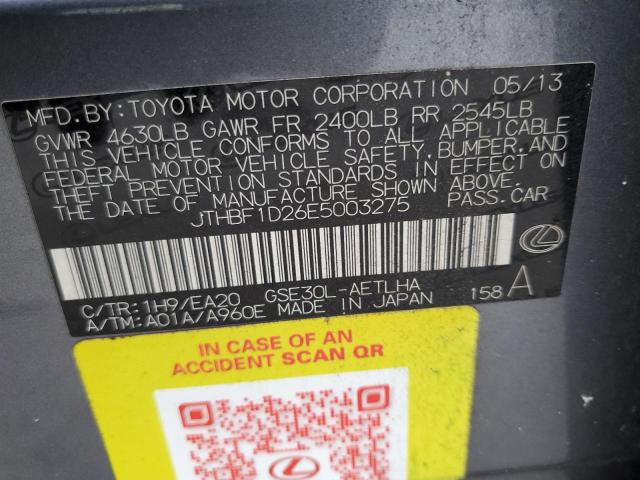 MFD.BY:TOYOTA MOTOR CORPORATION 05/13
GVWR 4630LB GAWR FR 2400LB RR 2545LB
THIS VEHICLE CONFORMS TO ALL APPLICABLE
FEDERAL MOTOR VEHICLE SAFETY, BUMPER, AND
THEFT PREVENTION STANDARDS IN EFFECT ON
THE DATE OF MANUFACTURE SHOWN ABOVE.
JTHBF1D26E5003275 PASS.CAR
C/TR:1H9/EA20 GSE30L-AETLHA
A/TM:A01A/A960E MADE IN JAPAN 158 A
IN CASE OF AN
ACCIDENT SCAN QR